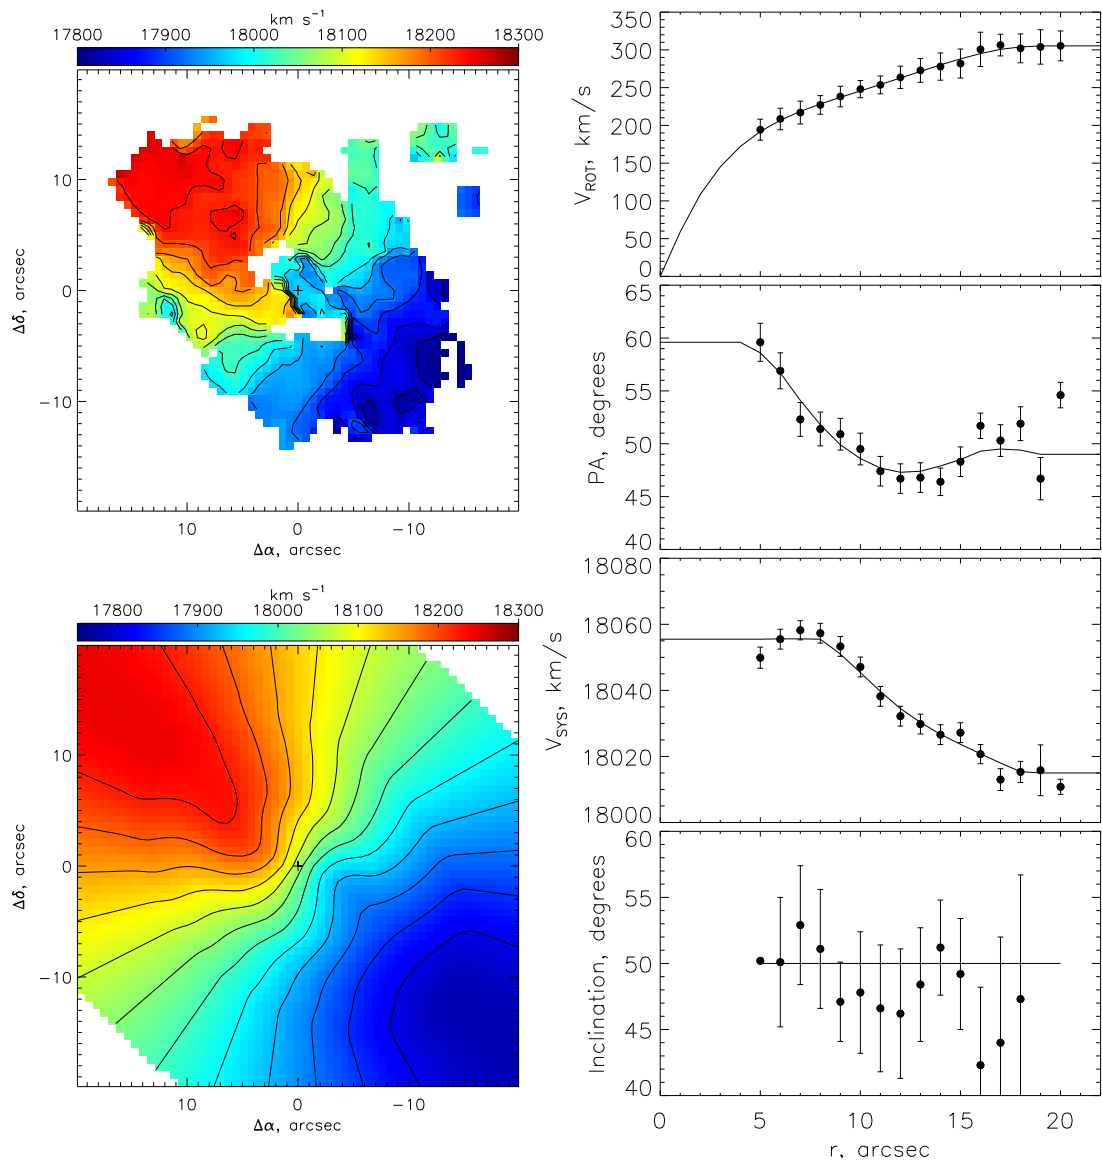 km s⁻¹
17800 17900 18000 18100 18200 18300
10
0
−10
Δδ, arcsec
10 0 −10
Δα, arcsec
km s⁻¹
17800 17900 18000 18100 18200 18300
10
0
−10
Δδ, arcsec
10 0 −10
Δα, arcsec
350
300
250
200
150
100
50
0
V_ROT, km/s
65
60
55
50
45
40
PA, degrees
18080
18060
18040
18020
18000
V_SYS, km/s
60
55
50
45
40
Inclination, degrees
0 5 10 15 20
r, arcsec